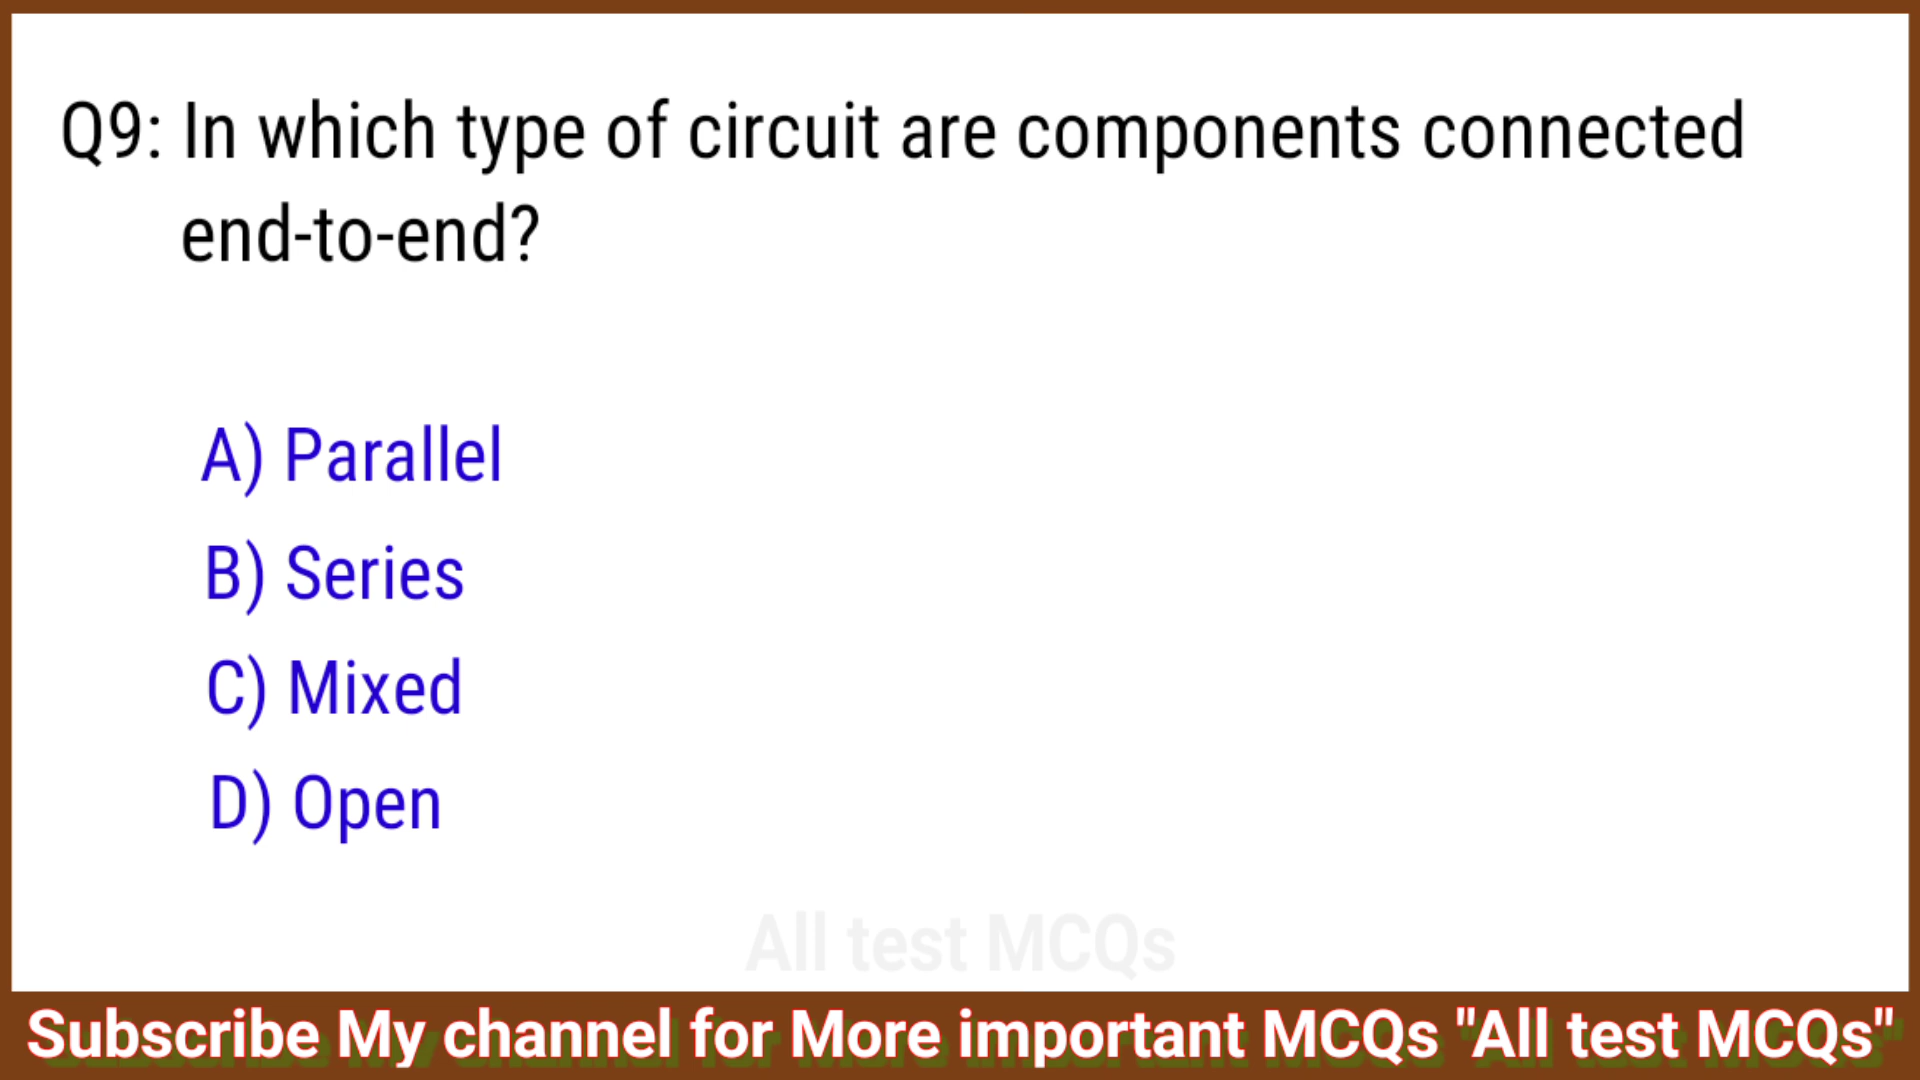 Q9: In which type of circuit are components connected
end-to-end?
A) Parallel
B) Series
C) Mixed
D) Open
All test MCQs
Subscribe My channel for More important MCQs "All test MCQs"